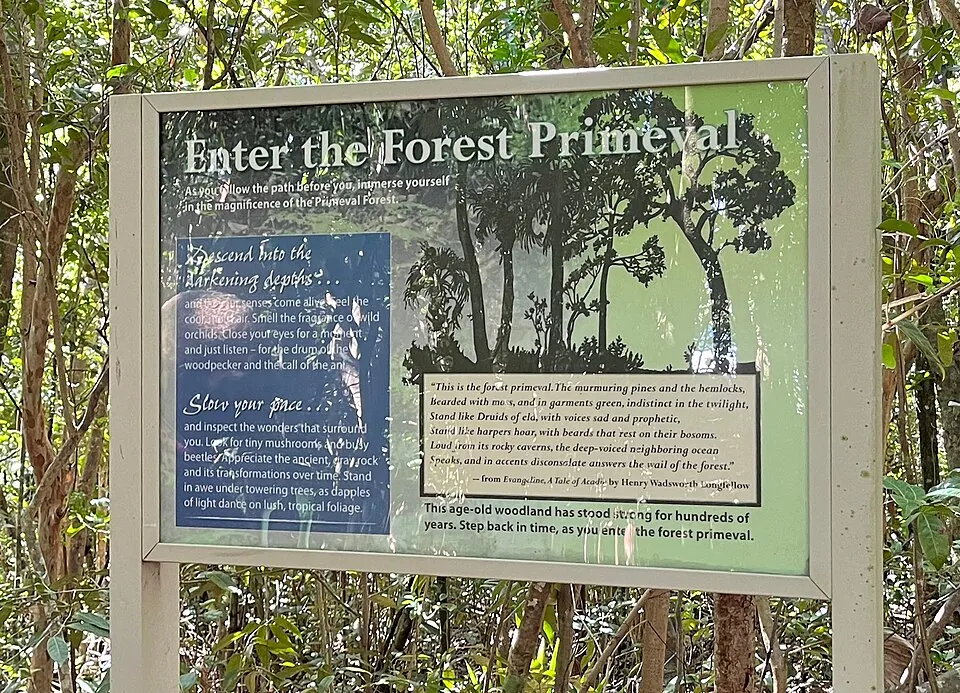 Enter the Forest Primeval
As you follow the path before you, immerse yourself
in the magnificence of the Primeval Forest.
Descend into the
darkening depths...
and let your senses come alive. Feel the
cool, moist air. Smell the fragrance of wild
orchids. Close your eyes for a moment
and just listen – for the drum of the
woodpecker and the call of the ani.
Slow your pace...
and inspect the wonders that surround
you. Look for tiny mushrooms and busy
beetles. Appreciate the ancient, gray rock
and its transformations over time. Stand
in awe under towering trees, as dapples
of light dance on lush, tropical foliage.
“This is the forest primeval. The murmuring pines and the hemlocks,
Bearded with moss, and in garments green, indistinct in the twilight,
Stand like Druids of eld, with voices sad and prophetic,
Stand like harpers hoar, with beards that rest on their bosoms.
Loud from its rocky caverns, the deep-voiced neighboring ocean
Speaks, and in accents disconsolate answers the wail of the forest.”
— from Evangeline, A Tale of Acadie by Henry Wadsworth Longfellow
This age-old woodland has stood strong for hundreds of
years. Step back in time, as you enter the forest primeval.